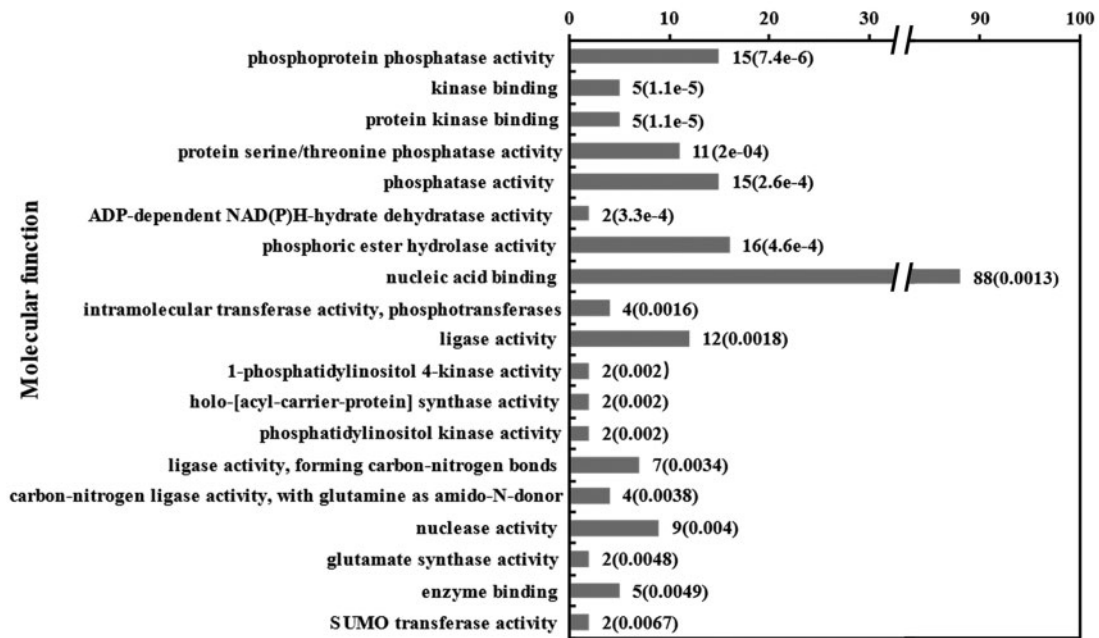 0 10 20 30 90 100
phosphoprotein phosphatase activity 15(7.4e-6)
kinase binding 5(1.1e-5)
protein kinase binding 5(1.1e-5)
protein serine/threonine phosphatase activity 11(2e-04)
phosphatase activity 15(2.6e-4)
ADP-dependent NAD(P)H-hydrate dehydratase activity 2(3.3e-4)
phosphoric ester hydrolase activity 16(4.6e-4)
nucleic acid binding 88(0.0013)
intramolecular transferase activity, phosphotransferases 4(0.0016)
ligase activity 12(0.0018)
1-phosphatidylinositol 4-kinase activity 2(0.002)
holo-[acyl-carrier-protein] synthase activity 2(0.002)
phosphatidylinositol kinase activity 2(0.002)
ligase activity, forming carbon-nitrogen bonds 7(0.0034)
carbon-nitrogen ligase activity, with glutamine as amido-N-donor 4(0.0038)
nuclease activity 9(0.004)
glutamate synthase activity 2(0.0048)
enzyme binding 5(0.0049)
SUMO transferase activity 2(0.0067)
Molecular function